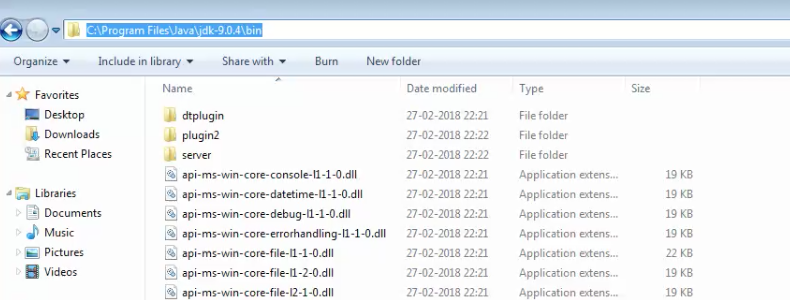 C:\Program Files\Java\jdk-9.0.4\bin
Organize Include in library Share with Burn New folder
Name Date modified Type Size
Favorites
Desktop
Downloads
Recent Places
Libraries
Documents
Music
Pictures
Videos
dtplugin 27-02-2018 22:21 File folder
plugin2 27-02-2018 22:22 File folder
server 27-02-2018 22:22 File folder
api-ms-win-core-console-l1-1-0.dll 27-02-2018 22:21 Application extens... 19 KB
api-ms-win-core-datetime-l1-1-0.dll 27-02-2018 22:21 Application extens... 19 KB
api-ms-win-core-debug-l1-1-0.dll 27-02-2018 22:21 Application extens... 19 KB
api-ms-win-core-errorhandling-l1-1-0.dll 27-02-2018 22:21 Application extens... 19 KB
api-ms-win-core-file-l1-1-0.dll 27-02-2018 22:21 Application extens... 22 KB
api-ms-win-core-file-l1-2-0.dll 27-02-2018 22:21 Application extens... 19 KB
api-ms-win-core-file-l2-1-0.dll 27-02-2018 22:21 Application extens... 19 KB